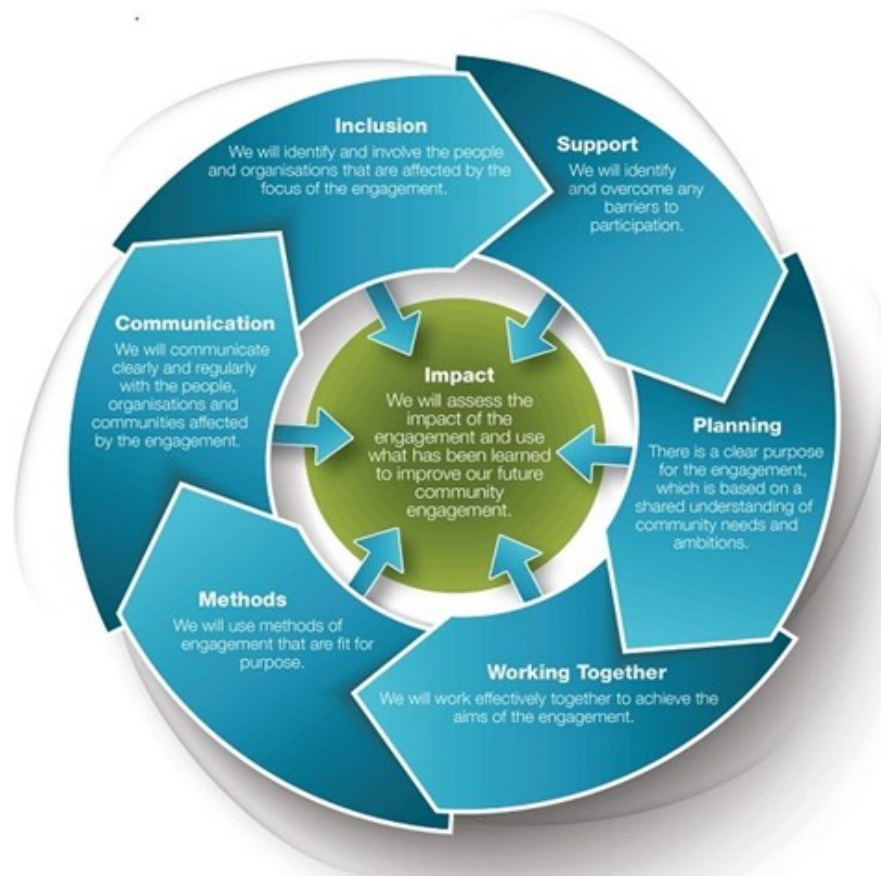 Inclusion
We will identify and involve the people
and organisations that are affected by the
focus of the engagement.
Support
We will identify
and overcome any
barriers to
participation.
Planning
There is a clear purpose
for the engagement,
which is based on a
shared understanding of
community needs and
ambitions.
Working Together
We will work effectively together to achieve the
aims of the engagement.
Methods
We will use methods of
engagement that are fit for
purpose.
Communication
We will communicate
clearly and regularly
with the people,
organisations and
communities affected
by the engagement.
Impact
We will assess the
impact of the
engagement and use
what has been learned
to improve our future
community
engagement.